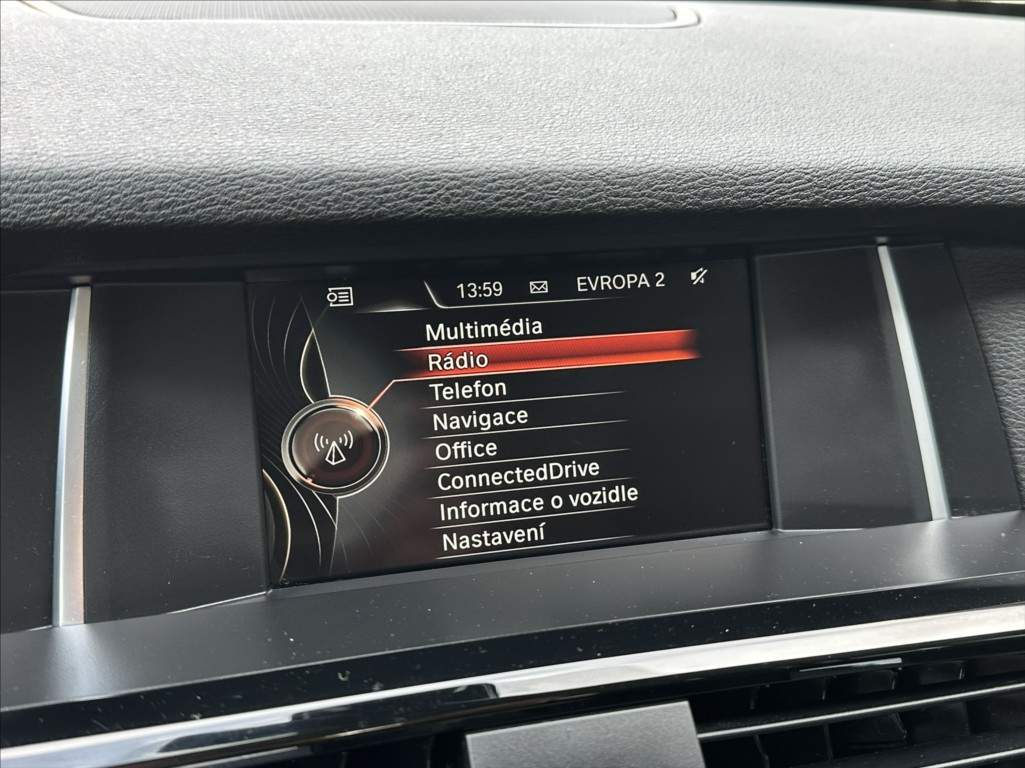 13:59 EVROPA 2
Multimédia
Rádio
Telefon
Navigace
Office
ConnectedDrive
Informace o vozidle
Nastavení